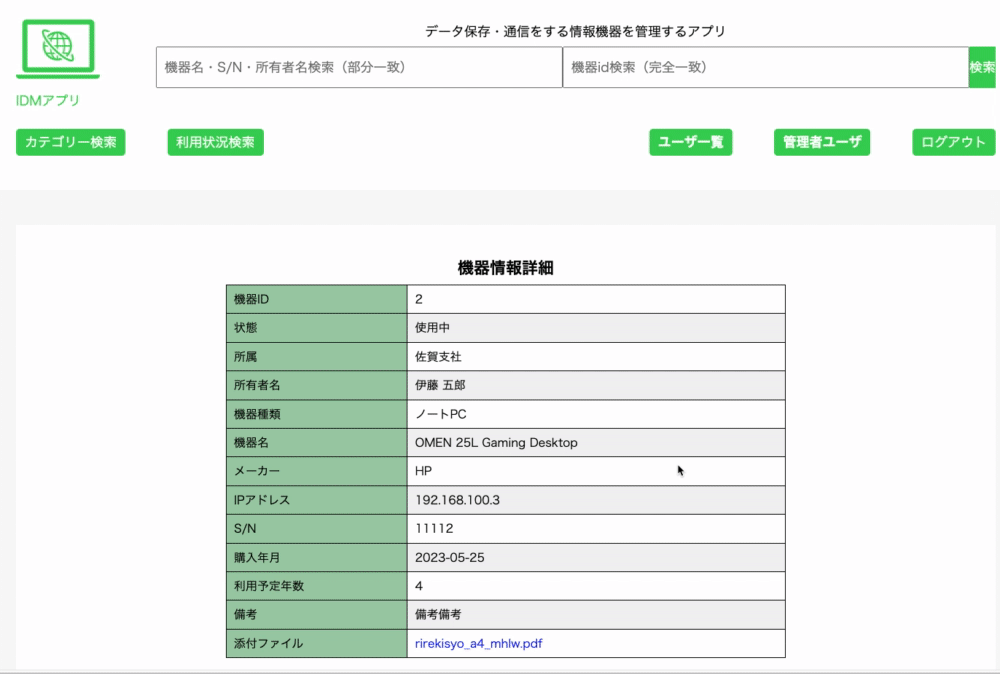 データ保存・通信をする情報機器を管理するアプリ
機器名・S/N・所有者名検索（部分一致） 機器id検索（完全一致） 検索
IDMアプリ
カテゴリー検索 利用状況検索 ユーザー一覧 管理者ユーザ ログアウト
機器情報詳細
機器ID 2
状態 使用中
所属 佐賀支社
所有者名 伊藤 五郎
機器種類 ノートPC
機器名 OMEN 25L Gaming Desktop
メーカー HP
IPアドレス 192.168.100.3
S/N 11112
購入年月 2023-05-25
利用予定年数 4
備考 備考備考
添付ファイル rirekisyo_a4_mhlw.pdf